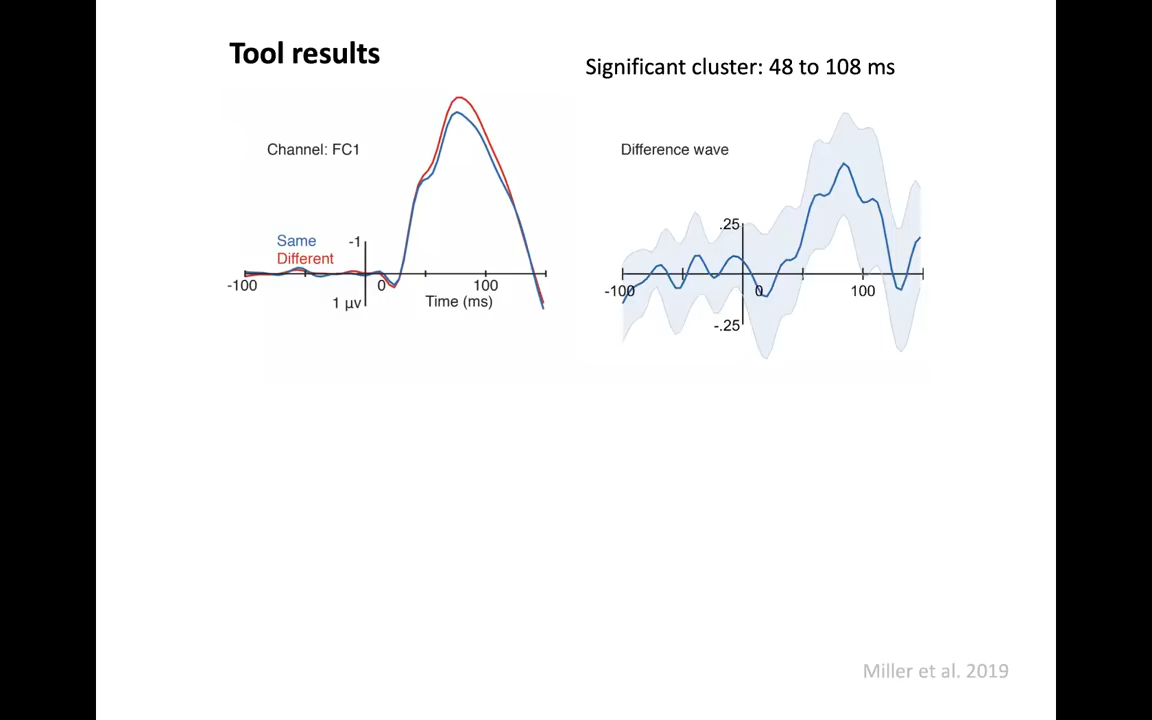 Tool results
Significant cluster: 48 to 108 ms
Channel: FC1
Same
Different
-1
-100
0
100
1 μv
Time (ms)
Difference wave
.25
-100
0
100
-.25
Miller et al. 2019